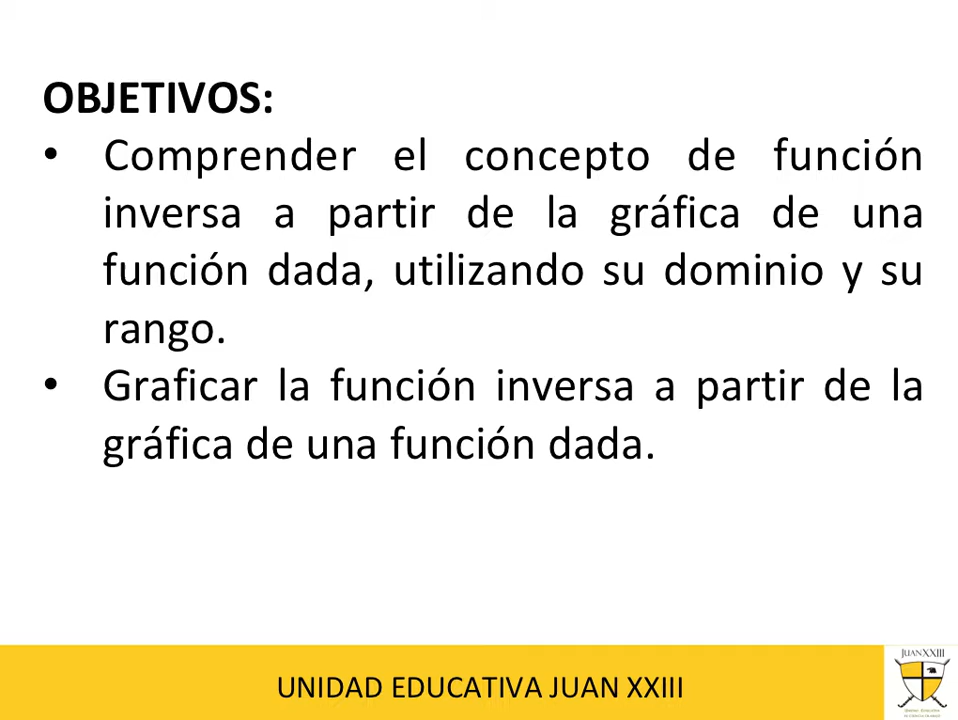 OBJETIVOS:
• Comprender el concepto de función
inversa a partir de la gráfica de una
función dada, utilizando su dominio y su
rango.
• Graficar la función inversa a partir de la
gráfica de una función dada.
UNIDAD EDUCATIVA JUAN XXIII
JUAN XXIII